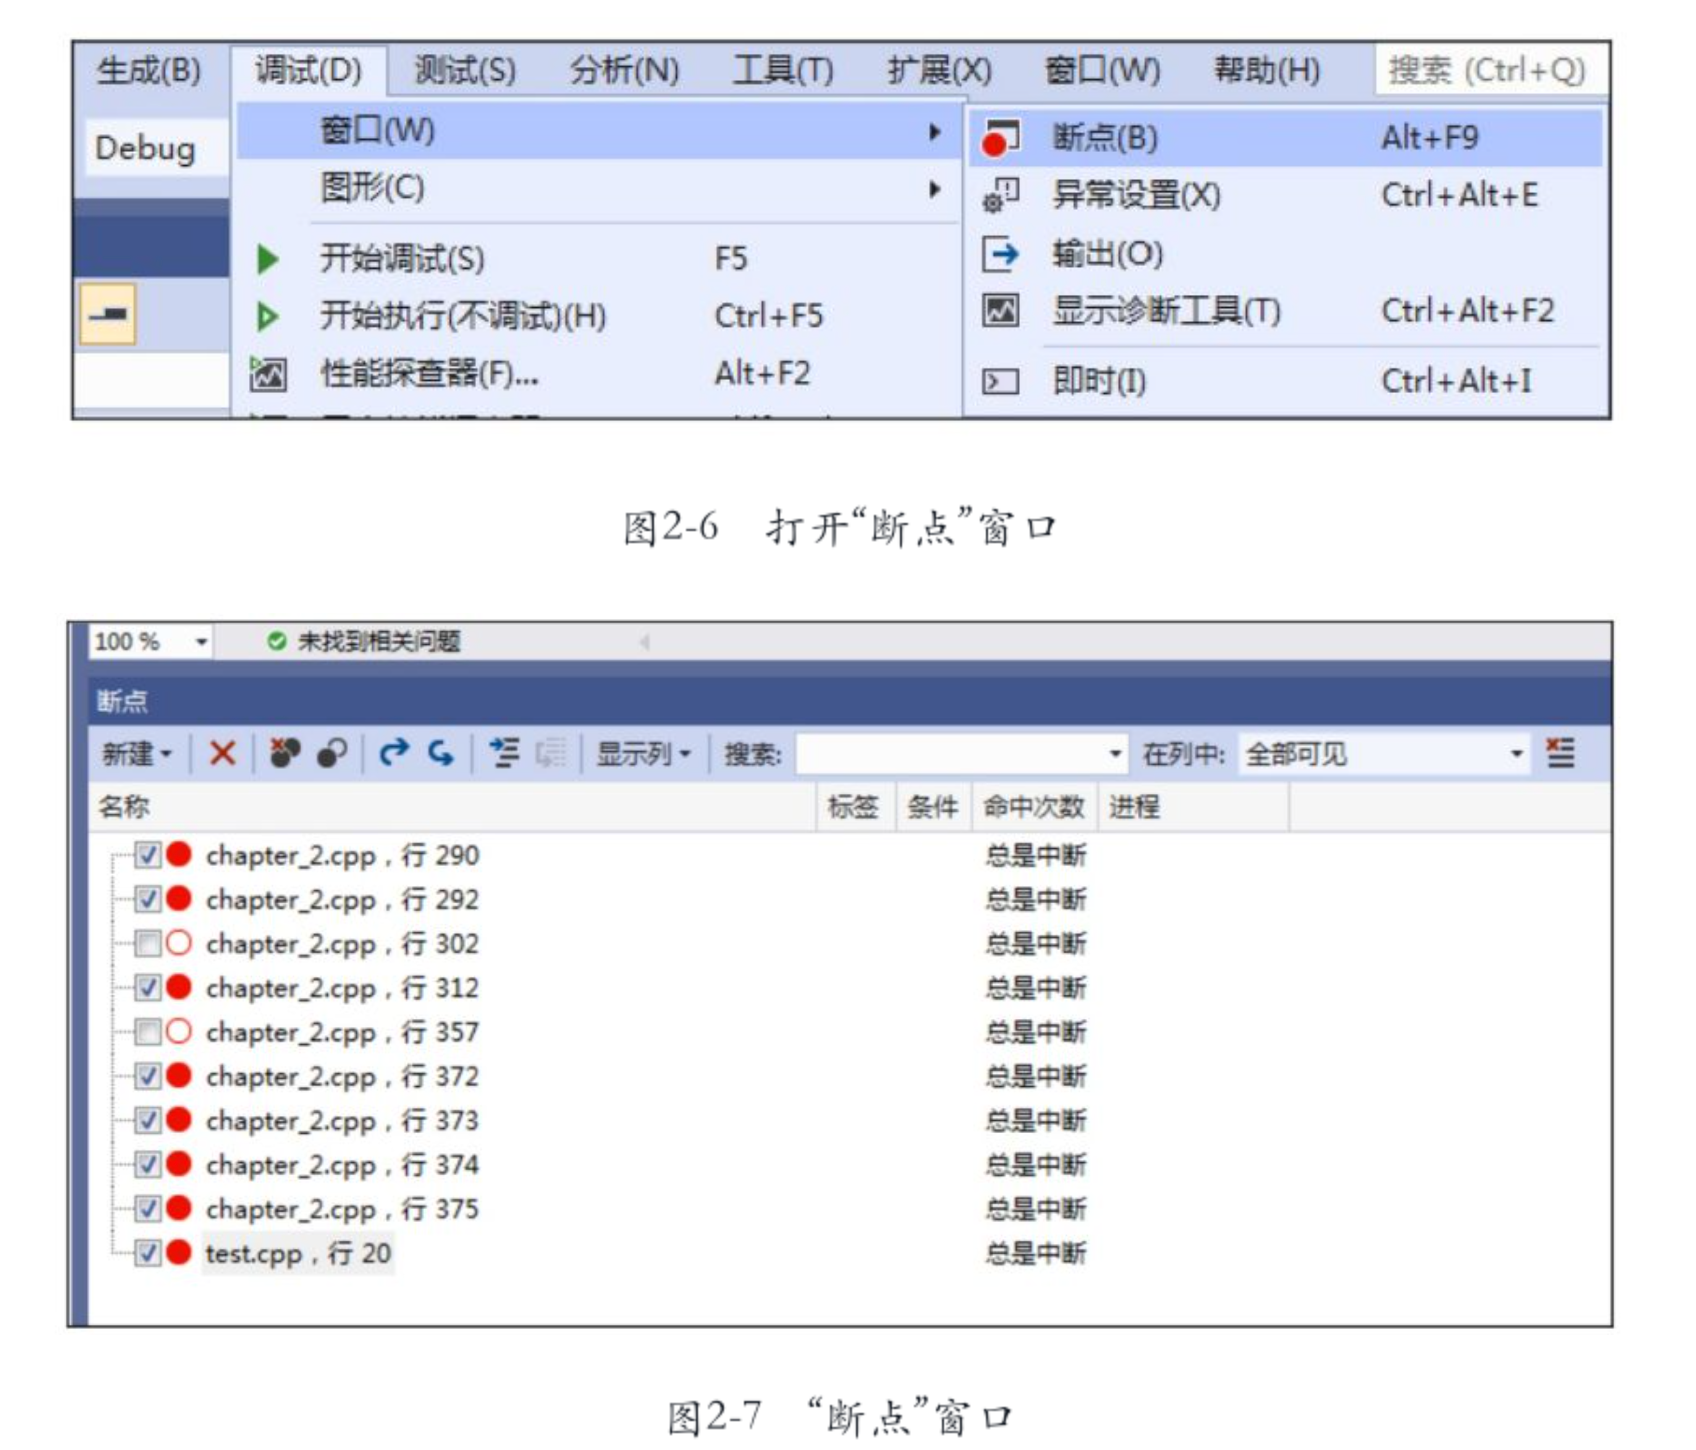 生成(B) 调试(D) 测试(S) 分析(N) 工具(T) 扩展(X) 窗口(W) 帮助(H) 搜索 (Ctrl+Q)
Debug
窗口(W)
图形(C)
开始调试(S) F5
开始执行(不调试)(H) Ctrl+F5
性能探查器(F)... Alt+F2
断点(B) Alt+F9
异常设置(X) Ctrl+Alt+E
输出(O)
显示诊断工具(T) Ctrl+Alt+F2
即时(I) Ctrl+Alt+I
图2-6 打开“断点”窗口
100 % 未找到相关问题
断点
新建 显示列 搜索: 在列中: 全部可见
名称 标签 条件 命中次数 进程
chapter_2.cpp，行 290 总是中断
chapter_2.cpp，行 292 总是中断
chapter_2.cpp，行 302 总是中断
chapter_2.cpp，行 312 总是中断
chapter_2.cpp，行 357 总是中断
chapter_2.cpp，行 372 总是中断
chapter_2.cpp，行 373 总是中断
chapter_2.cpp，行 374 总是中断
chapter_2.cpp，行 375 总是中断
test.cpp，行 20 总是中断
图2-7 “断点”窗口